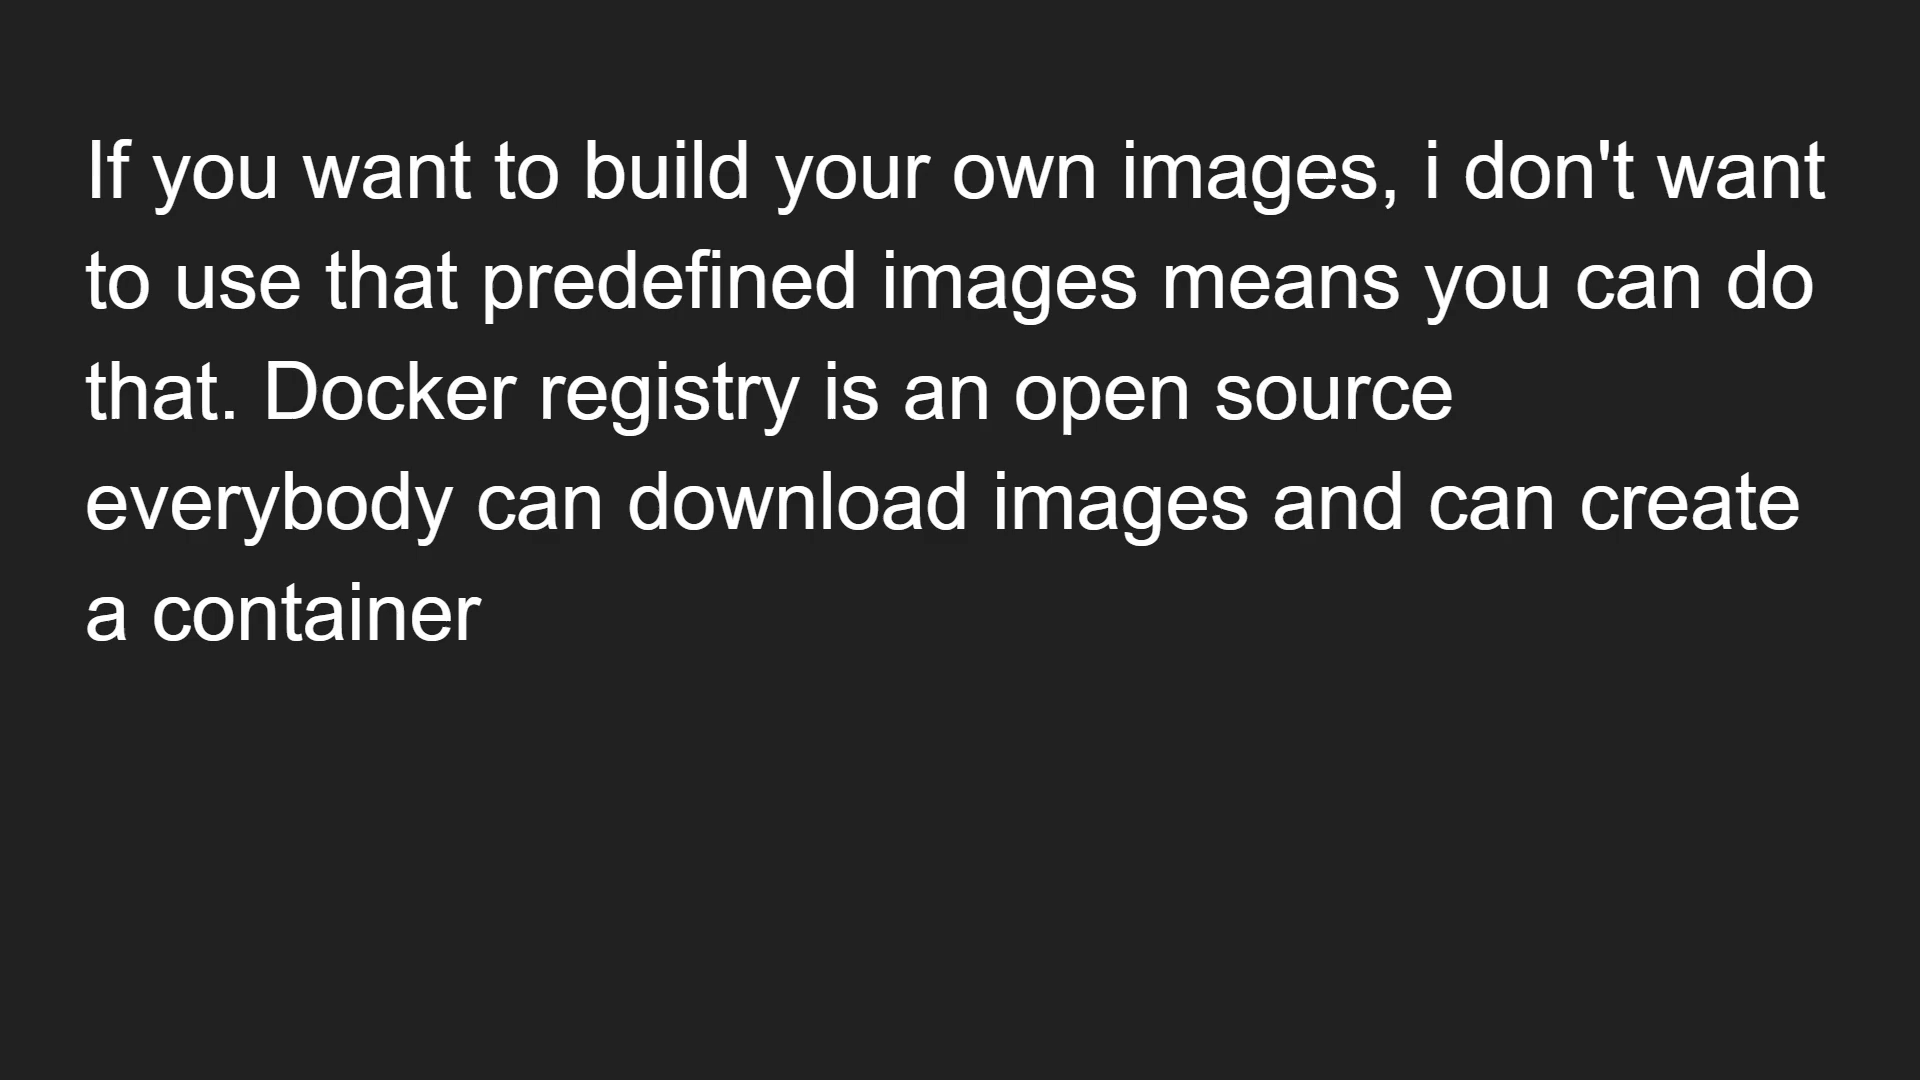 If you want to build your own images, i don't want
to use that predefined images means you can do
that. Docker registry is an open source
everybody can download images and can create
a container